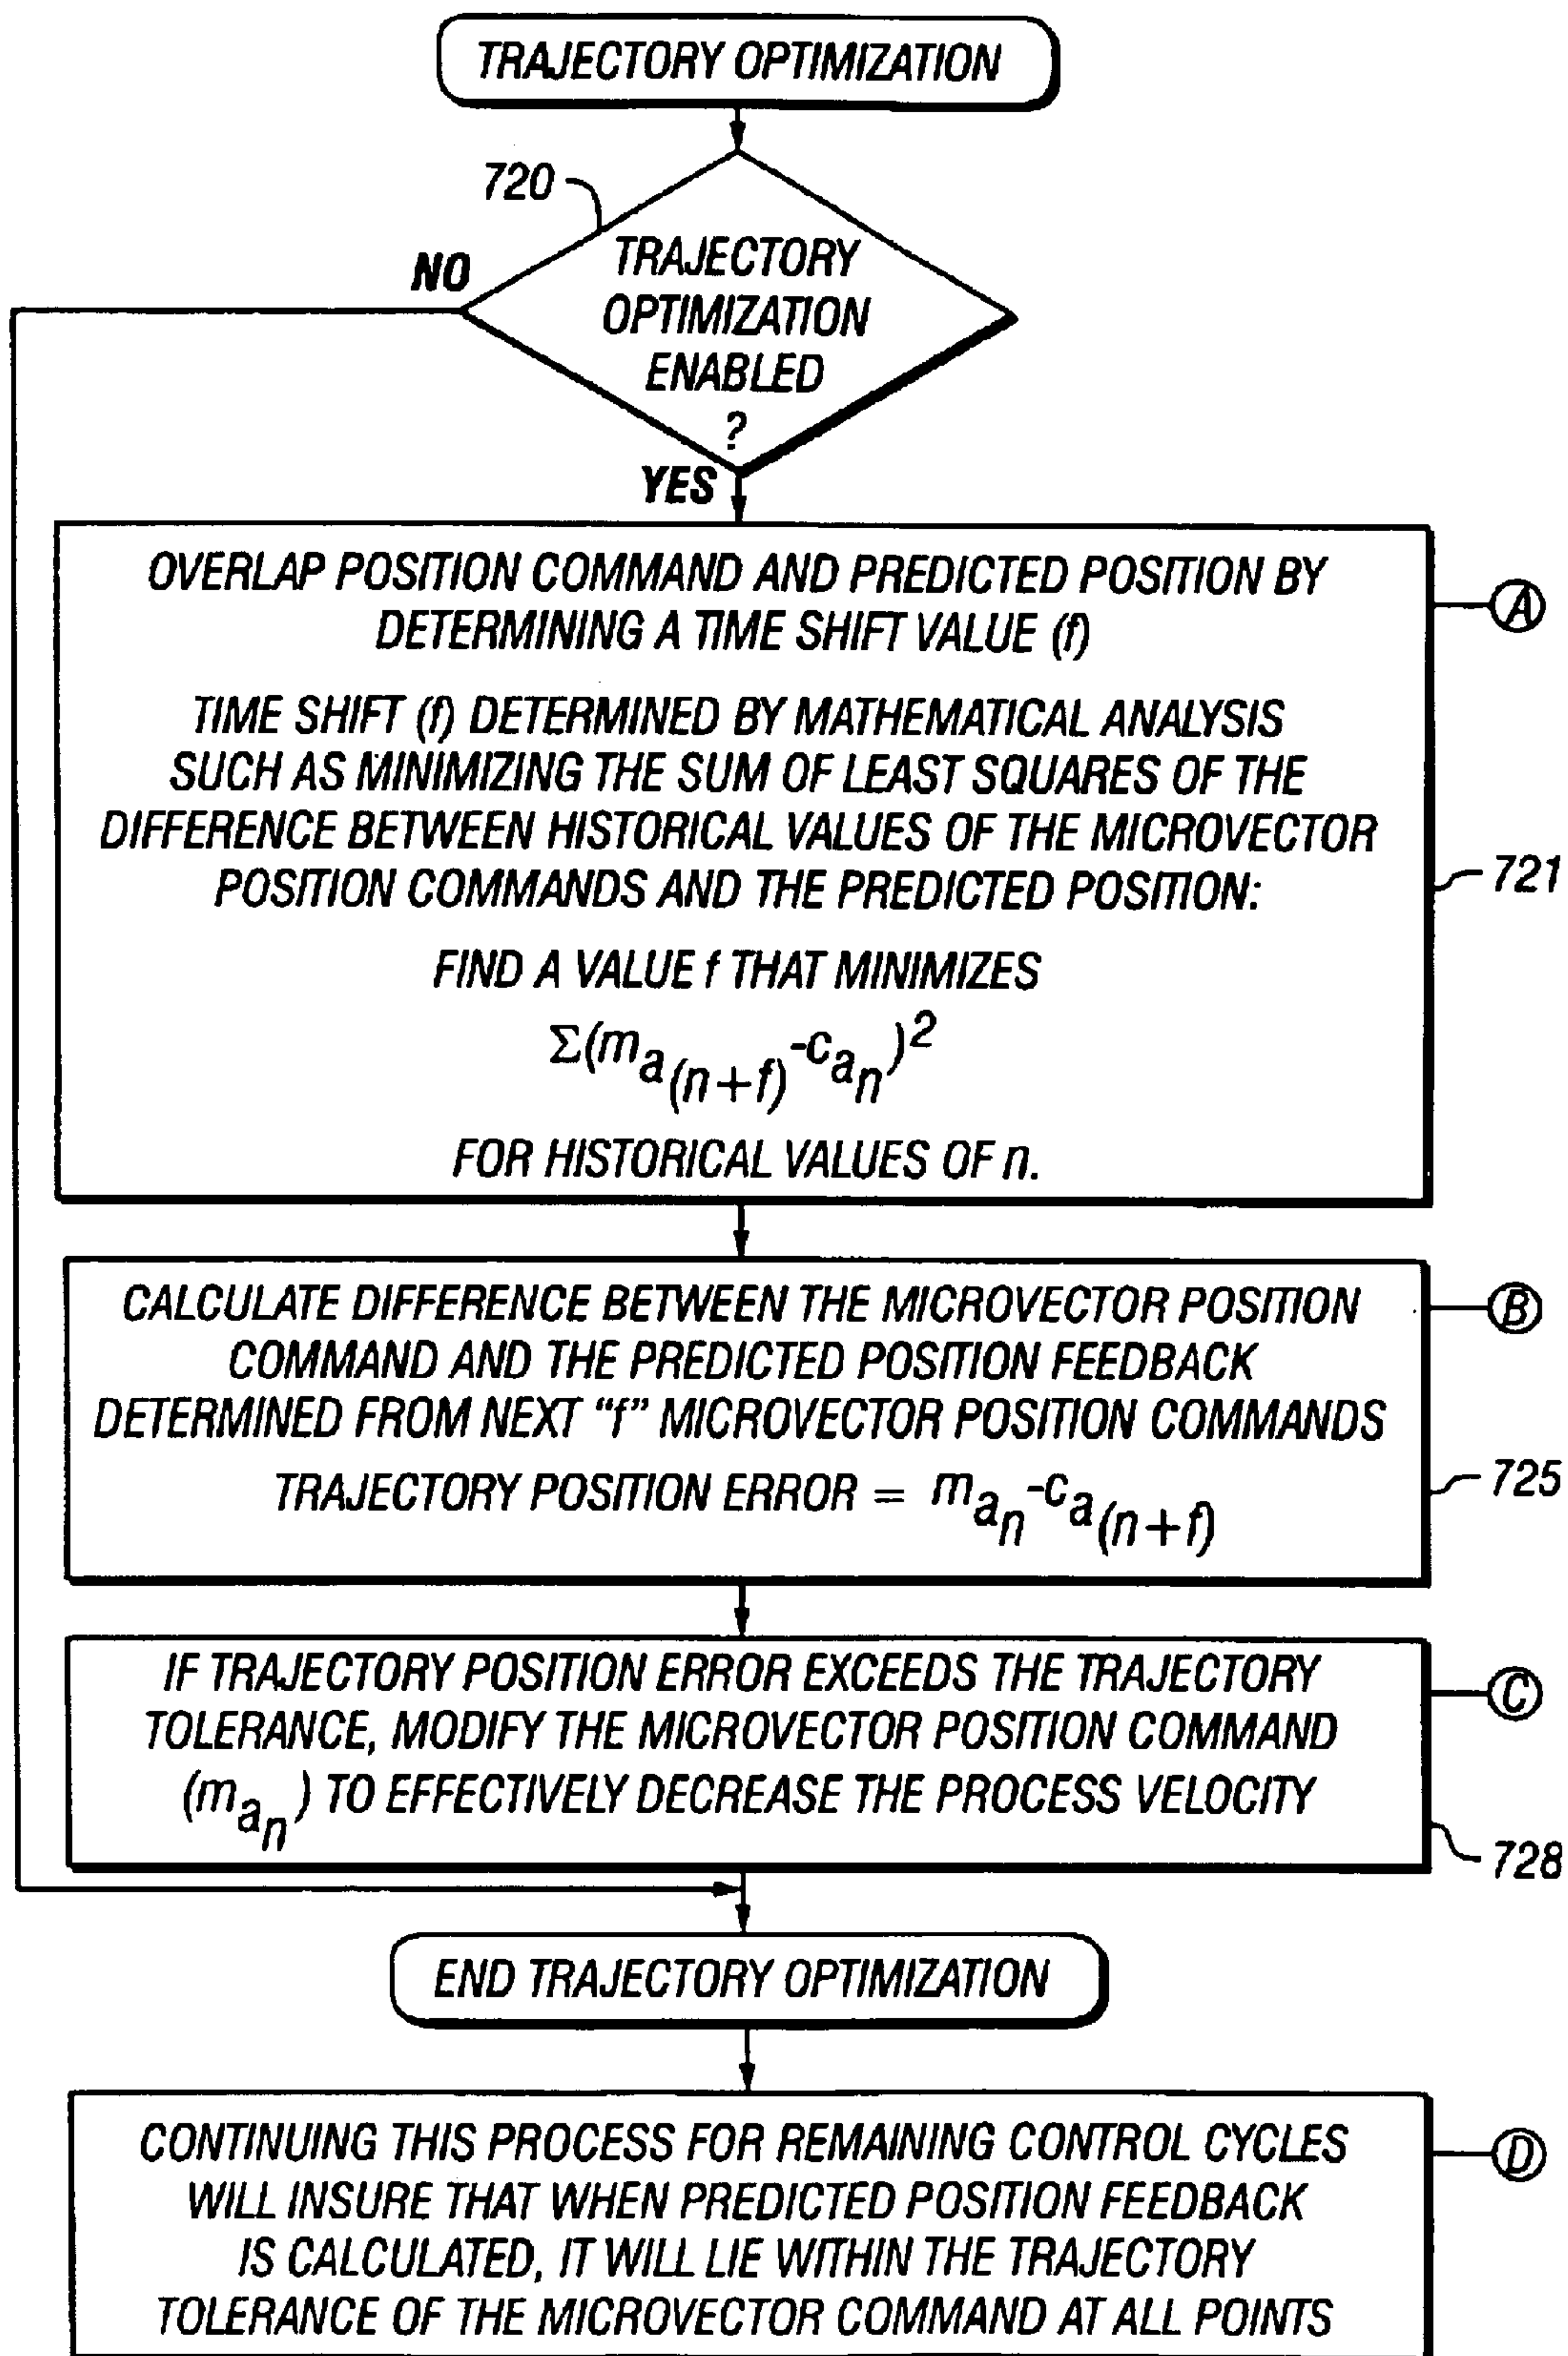 TRAJECTORY OPTIMIZATION
720
NO
TRAJECTORY
OPTIMIZATION
ENABLED
?
YES
OVERLAP POSITION COMMAND AND PREDICTED POSITION BY
DETERMINING A TIME SHIFT VALUE (f)
A
TIME SHIFT (f) DETERMINED BY MATHEMATICAL ANALYSIS
SUCH AS MINIMIZING THE SUM OF LEAST SQUARES OF THE
DIFFERENCE BETWEEN HISTORICAL VALUES OF THE MICROVECTOR
POSITION COMMANDS AND THE PREDICTED POSITION:
721
FIND A VALUE f THAT MINIMIZES
Σ(m_a_(n+f) -c_a_n)^2
FOR HISTORICAL VALUES OF n.
CALCULATE DIFFERENCE BETWEEN THE MICROVECTOR POSITION
B
COMMAND AND THE PREDICTED POSITION FEEDBACK
DETERMINED FROM NEXT "f" MICROVECTOR POSITION COMMANDS
TRAJECTORY POSITION ERROR = m_a_n -c_a_(n+f)
725
IF TRAJECTORY POSITION ERROR EXCEEDS THE TRAJECTORY
C
TOLERANCE, MODIFY THE MICROVECTOR POSITION COMMAND
(m_a_n) TO EFFECTIVELY DECREASE THE PROCESS VELOCITY
728
END TRAJECTORY OPTIMIZATION
CONTINUING THIS PROCESS FOR REMAINING CONTROL CYCLES
D
WILL INSURE THAT WHEN PREDICTED POSITION FEEDBACK
IS CALCULATED, IT WILL LIE WITHIN THE TRAJECTORY
TOLERANCE OF THE MICROVECTOR COMMAND AT ALL POINTS